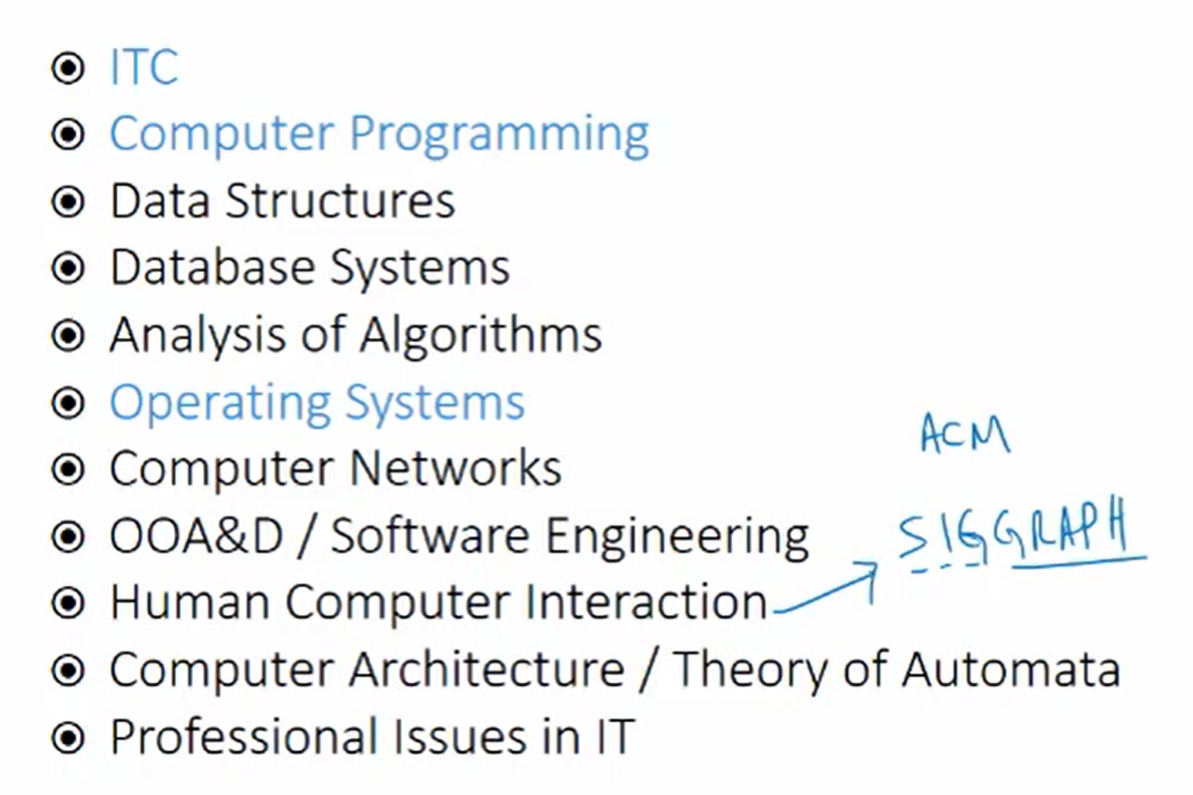 ITC
Computer Programming
Data Structures
Database Systems
Analysis of Algorithms
Operating Systems
ACM
Computer Networks
SIGGRAPH
OOA&D / Software Engineering
Human Computer Interaction
Computer Architecture / Theory of Automata
Professional Issues in IT